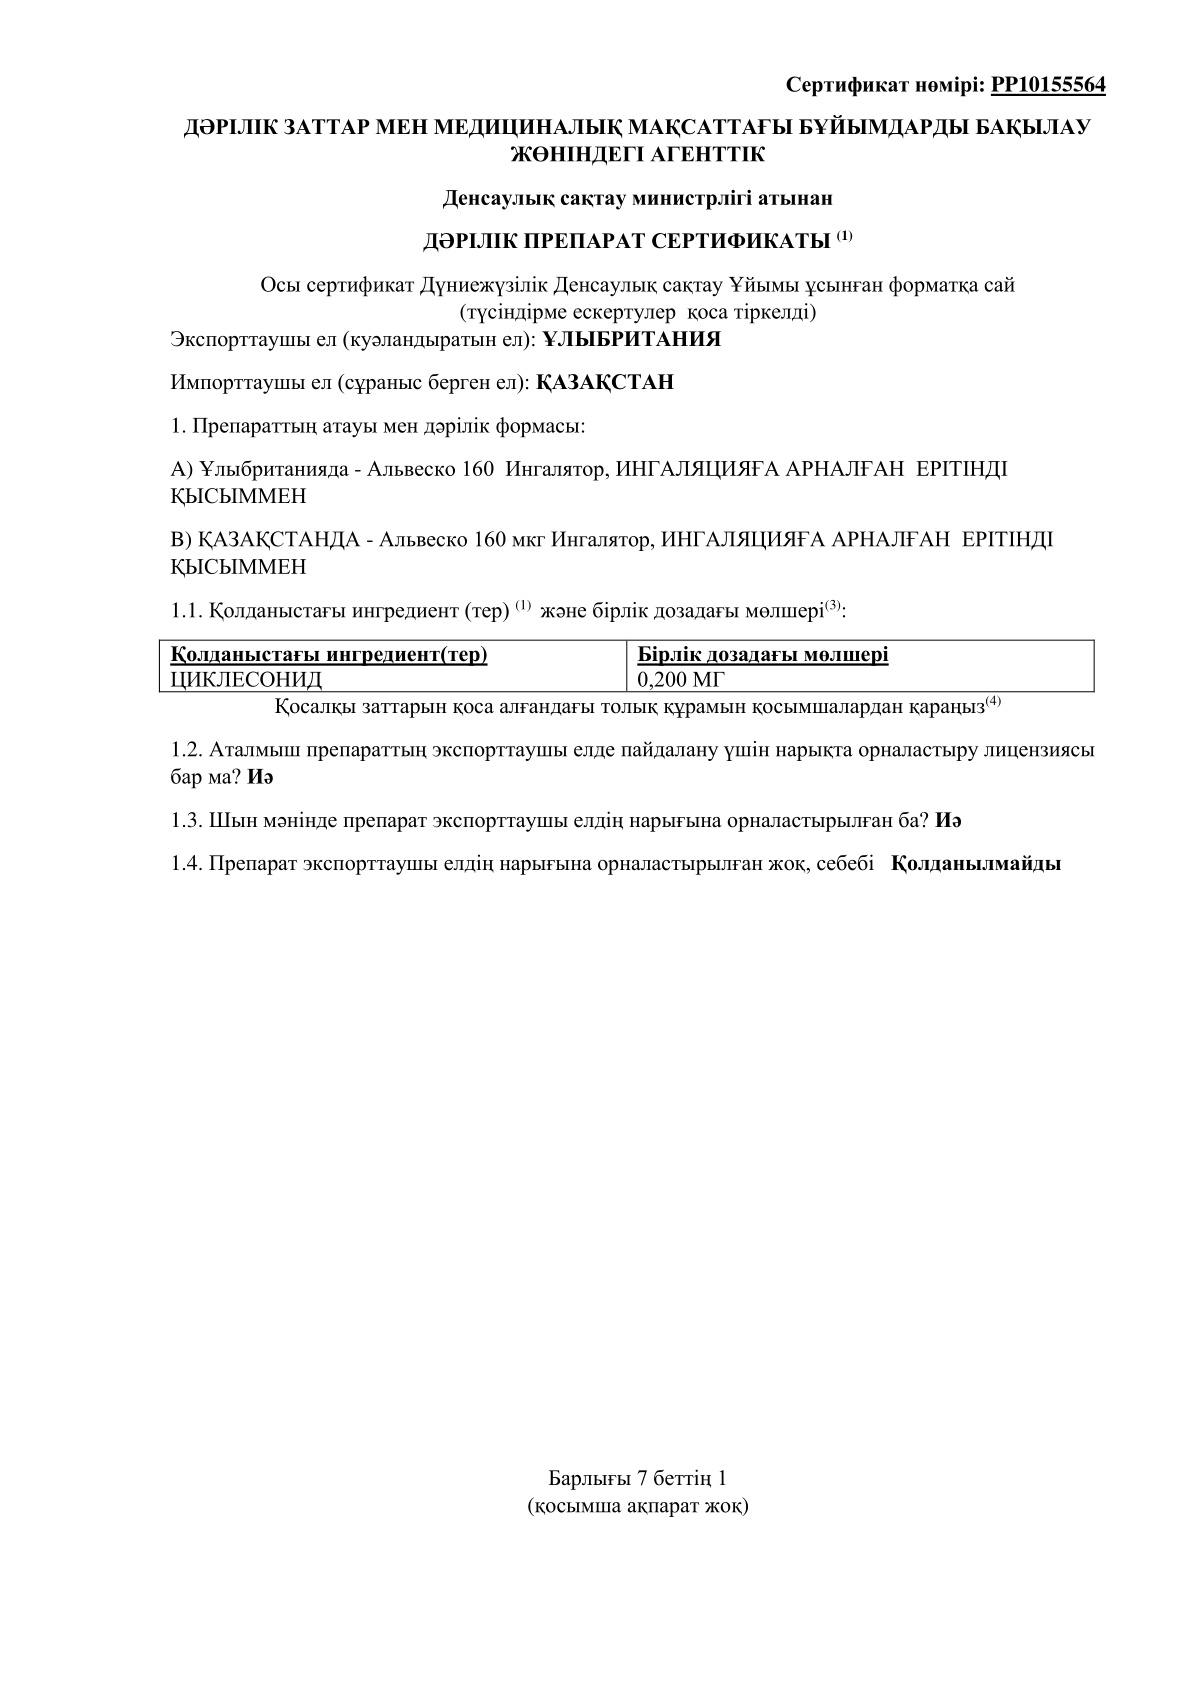 Сертификат нөмірі: PP10155564
ДӘРІЛІК ЗАТТАР МЕН МЕДИЦИНАЛЫҚ МАҚСАТТАҒЫ БҰЙЫМДАРДЫ БАҚЫЛАУ
ЖӨНІНДЕГІ АГЕНТТІК
Денсаулық сақтау министрлігі атынан
ДӘРІЛІК ПРЕПАРАТ СЕРТИФИКАТЫ (1)
Осы сертификат Дүниежүзілік Денсаулық сақтау Ұйымы ұсынған форматқа сай
(түсіндірме ескертулер қоса тіркелді)
Экспорттаушы ел (куәландыратын ел): ҰЛЫБРИТАНИЯ
Импорттаушы ел (сұраныс берген ел): ҚАЗАҚСТАН
1. Препараттың атауы мен дәрілік формасы:
А) Ұлыбританияда - Альвеско 160 Ингалятор, ИНГАЛЯЦИЯҒА АРНАЛҒАН ЕРІТІНДІ
ҚЫСЫММЕН
В) ҚАЗАҚСТАНДА - Альвеско 160 мкг Ингалятор, ИНГАЛЯЦИЯҒА АРНАЛҒАН ЕРІТІНДІ
ҚЫСЫММЕН
1.1. Қолданыстағы ингредиент (тер) (1) және бірлік дозадағы мөлшері(3):
Қолданыстағы ингредиент(тер) Бірлік дозадағы мөлшері
ЦИКЛЕСОНИД 0,200 МГ
Қосалқы заттарын қоса алғандағы толық құрамын қосымшалардан қараңыз(4)
1.2. Аталмыш препараттың экспорттаушы елде пайдалану үшін нарықта орналастыру лицензиясы
бар ма? Иә
1.3. Шын мәнінде препарат экспорттаушы елдің нарығына орналастырылған ба? Иә
1.4. Препарат экспорттаушы елдің нарығына орналастырылған жоқ, себебі Қолданылмайды
Барлығы 7 беттің 1
(қосымша ақпарат жоқ)